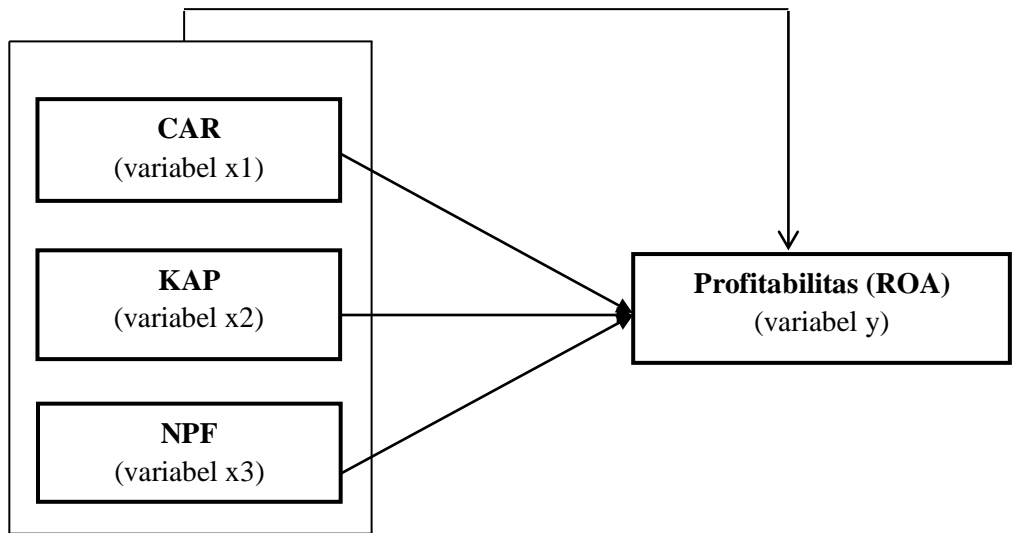 CAR
(variabel x1)
KAP
(variabel x2)
NPF
(variabel x3)
Profitabilitas (ROA)
(variabel y)